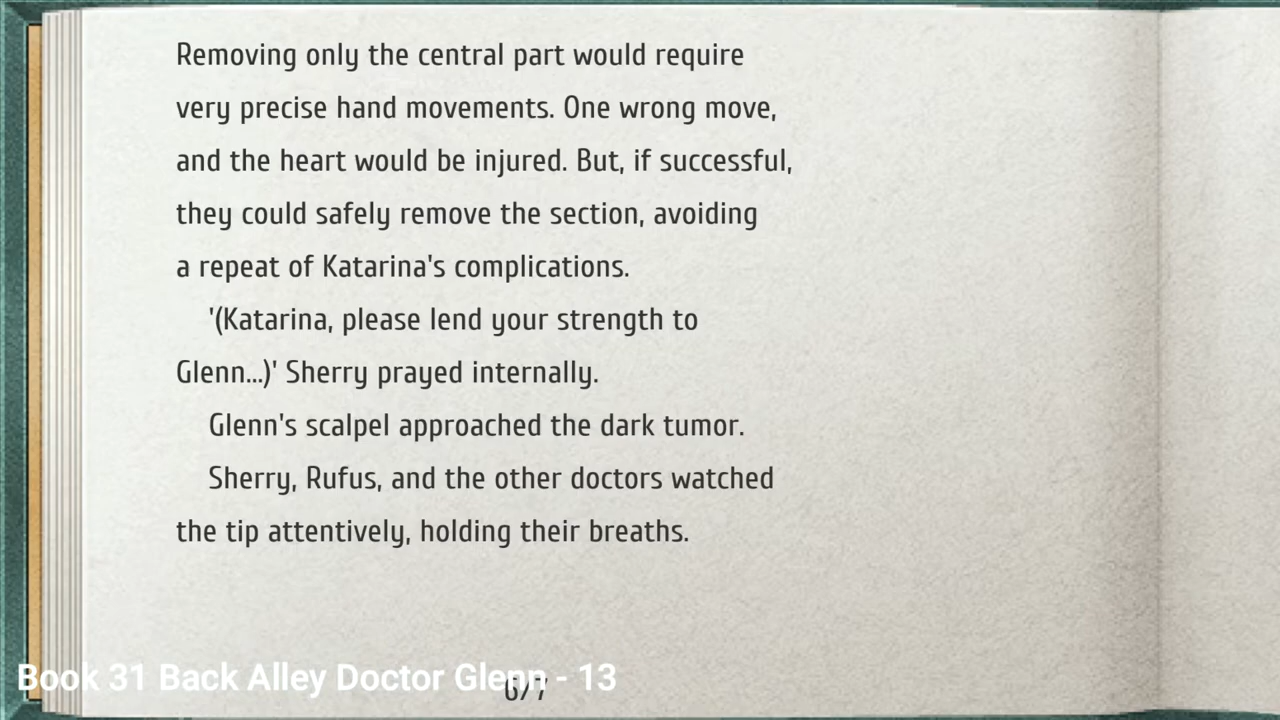 Removing only the central part would require
very precise hand movements. One wrong move,
and the heart would be injured. But, if successful,
they could safely remove the section, avoiding
a repeat of Katarina's complications.
'(Katarina, please lend your strength to
Glenn...)' Sherry prayed internally.
Glenn's scalpel approached the dark tumor.
Sherry, Rufus, and the other doctors watched
the tip attentively, holding their breaths.
Book 31 Back Alley Doctor Glenn - 13
6/7